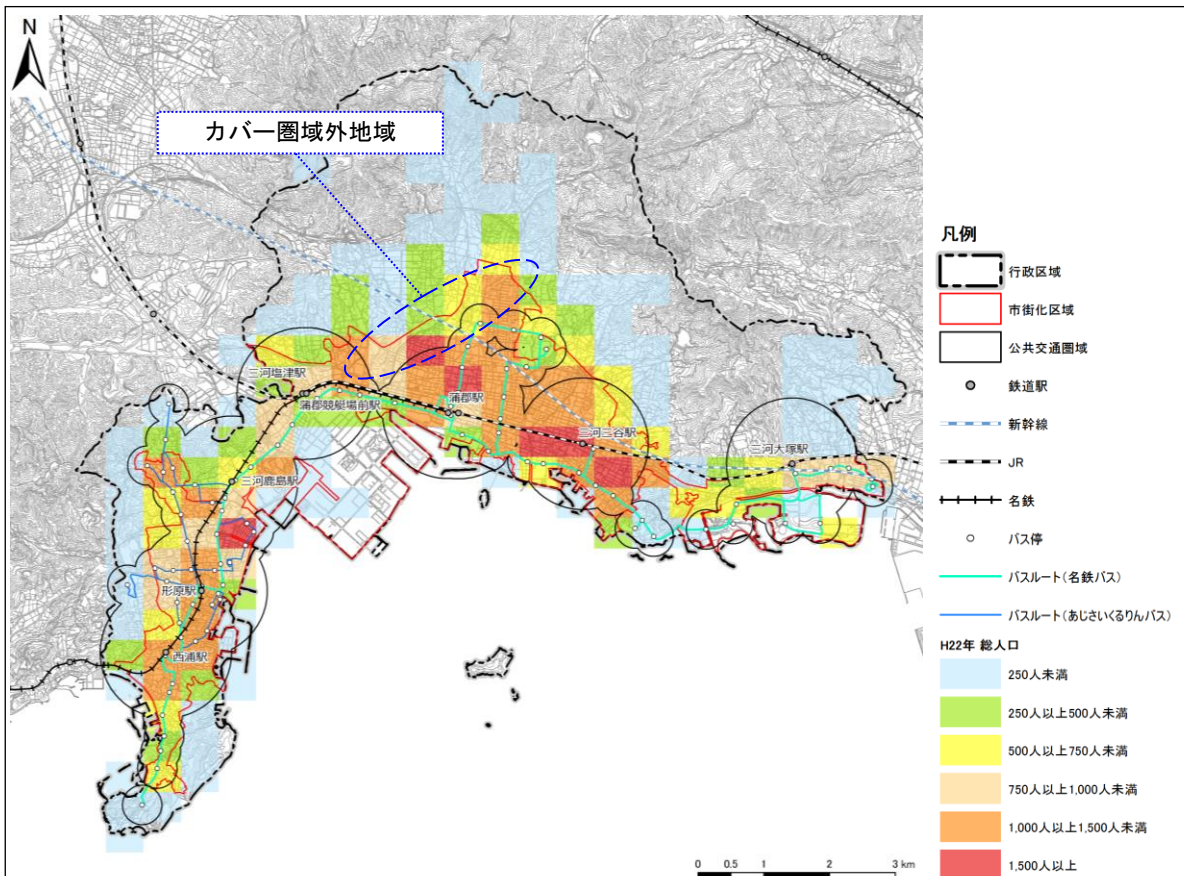 N
カバー圏域外地域
三河塩津駅
蒲郡競艇場前駅
蒲郡駅
三河三谷駅
三河大塚駅
三河鹿島駅
形原駅
西浦駅
凡例
行政区域
市街化区域
公共交通圏域
鉄道駅
新幹線
JR
名鉄
バス停
バスルート(名鉄バス)
バスルート(あじさいくるりんバス)
H22年 総人口
250人未満
250人以上500人未満
500人以上750人未満
750人以上1,000人未満
1,000人以上1,500人未満
1,500人以上
0 0.5 1 2 3 km